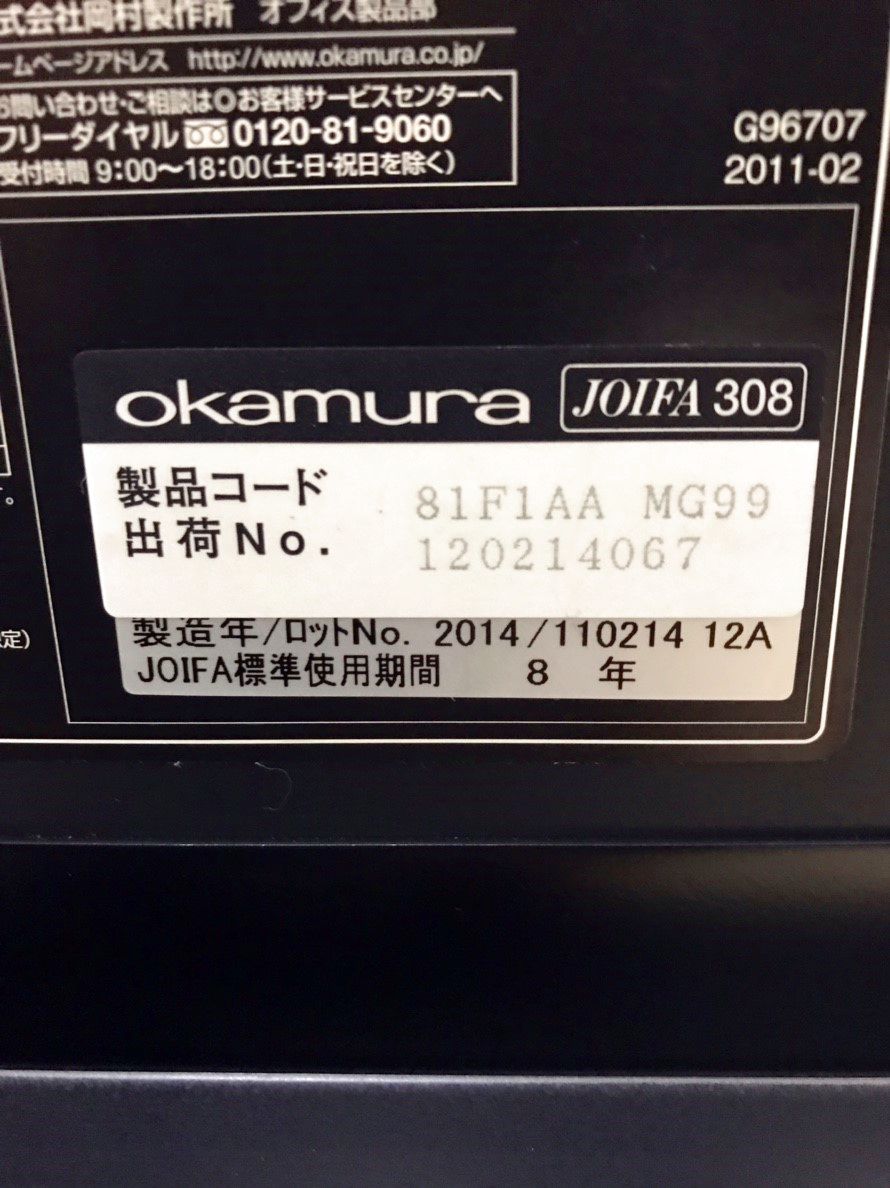 式会社岡村製作所 オフィス製品部
ームページアドレス http://www.okamura.co.jp/
お問い合わせ・ご相談は◎お客様サービスセンターへ
フリーダイヤル 0120-81-9060
受付時間 9:00～18:00(土・日・祝日を除く)
G96707
2011-02
okamura JOIFA 308
製品コード 81F1AA MG99
出荷No. 120214067
製造年/ロットNo. 2014/110214 12A
JOIFA標準使用期間 8 年
す。
定)